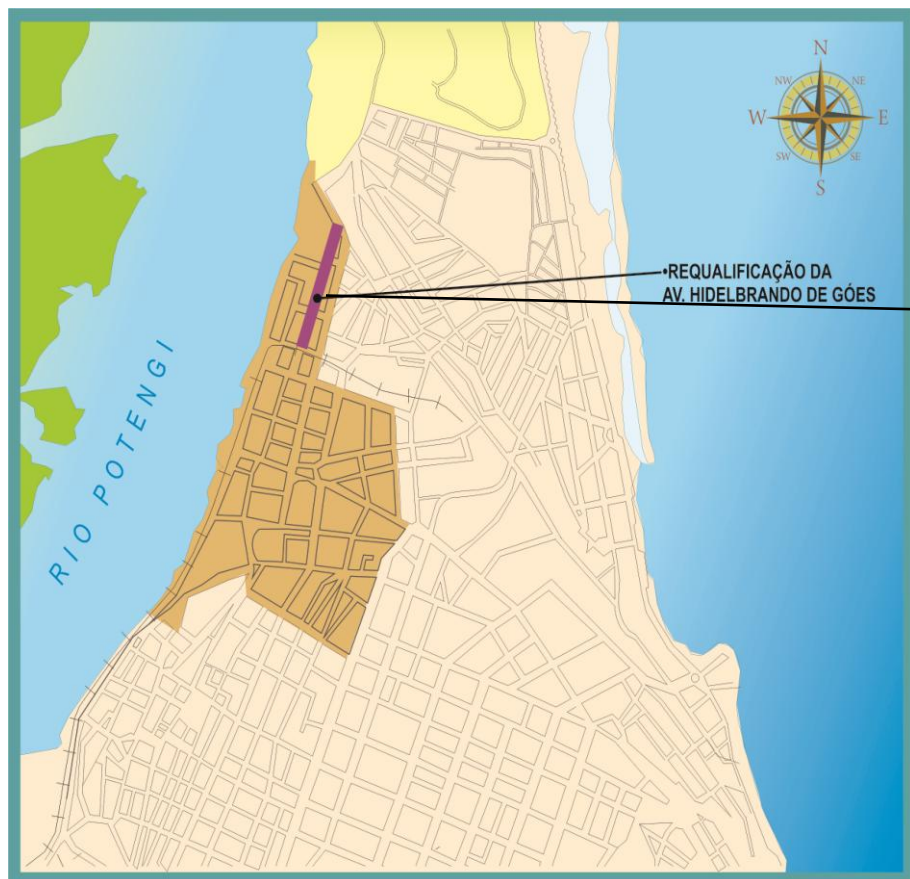 N
NW NE
W E
SW SE
S
•REQUALIFICAÇÃO DA
AV. HIDELBRANDO DE GÓES
RIO POTENGI